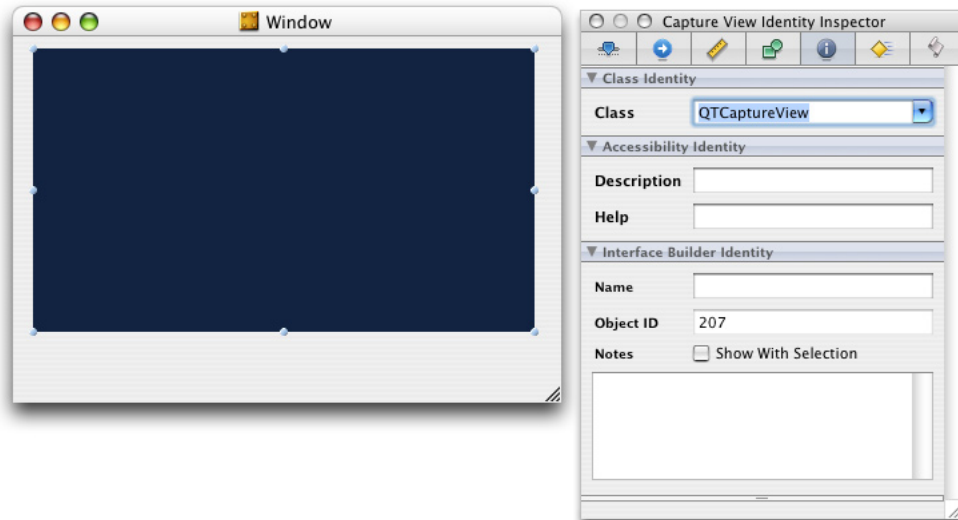 Window
Capture View Identity Inspector
Class Identity
Class QTCaptureView
Accessibility Identity
Description
Help
Interface Builder Identity
Name
Object ID 207
Notes Show With Selection